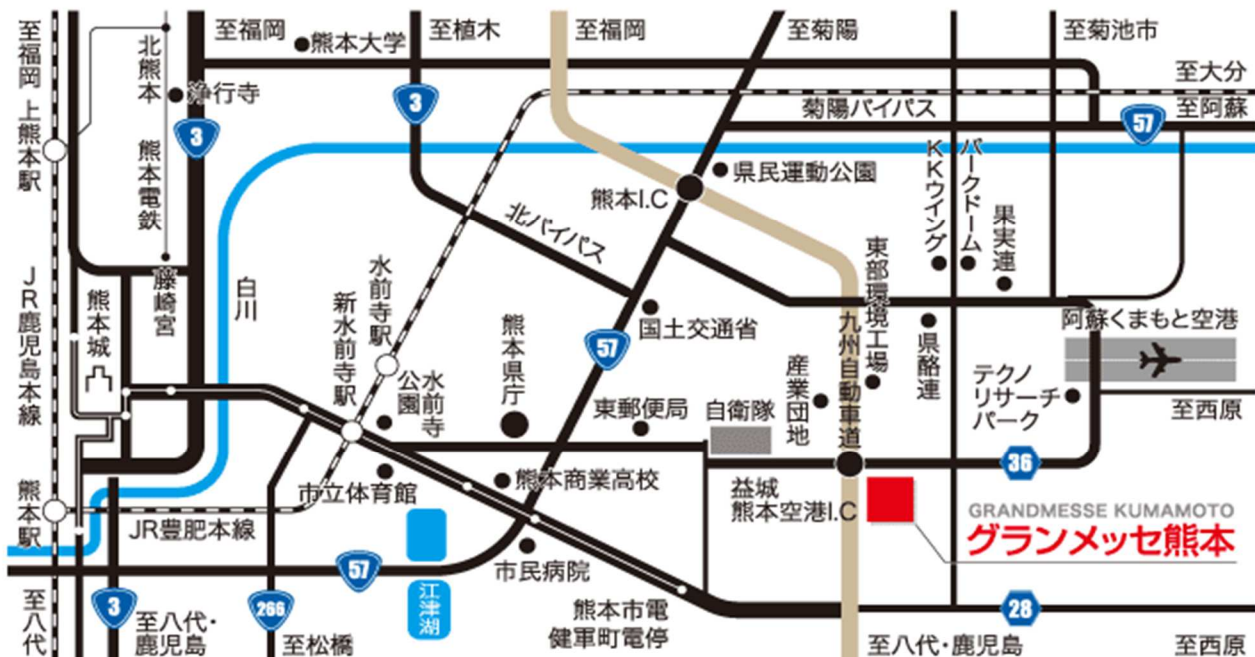 至福岡
至福岡
熊本大学
至植木
至福岡
至菊陽
至菊池市
北熊本
浄行寺
至大分
3
3
菊陽バイパス
57
至阿蘇
上熊本駅
熊本電鉄
県民運動公園
KKウイング
パークドーム
熊本I.C
果実連
北バイパス
東部環境工場
JR鹿児島本線
熊本城
藤崎宮
白川
水前寺駅
新水前寺駅
熊本県庁
国土交通省
57
九州自動車道
県酪連
阿蘇くまもと空港
水前寺
公園
産業団地
テクノ
リサーチ
パーク
東郵便局
自衛隊
至西原
36
熊本駅
市立体育館
熊本商業高校
益城
熊本空港I.C
GRANDMESSE KUMAMOTO
グランメッセ熊本
JR豊肥本線
57
市民病院
江津湖
3
266
28
熊本市電
健軍町電停
至八代
至八代・
鹿児島
至松橋
至八代・鹿児島
至西原